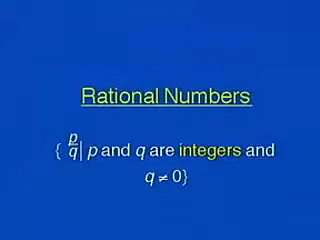 Rational Numbers
{ p/q | p and q are integers and
q ≠ 0}